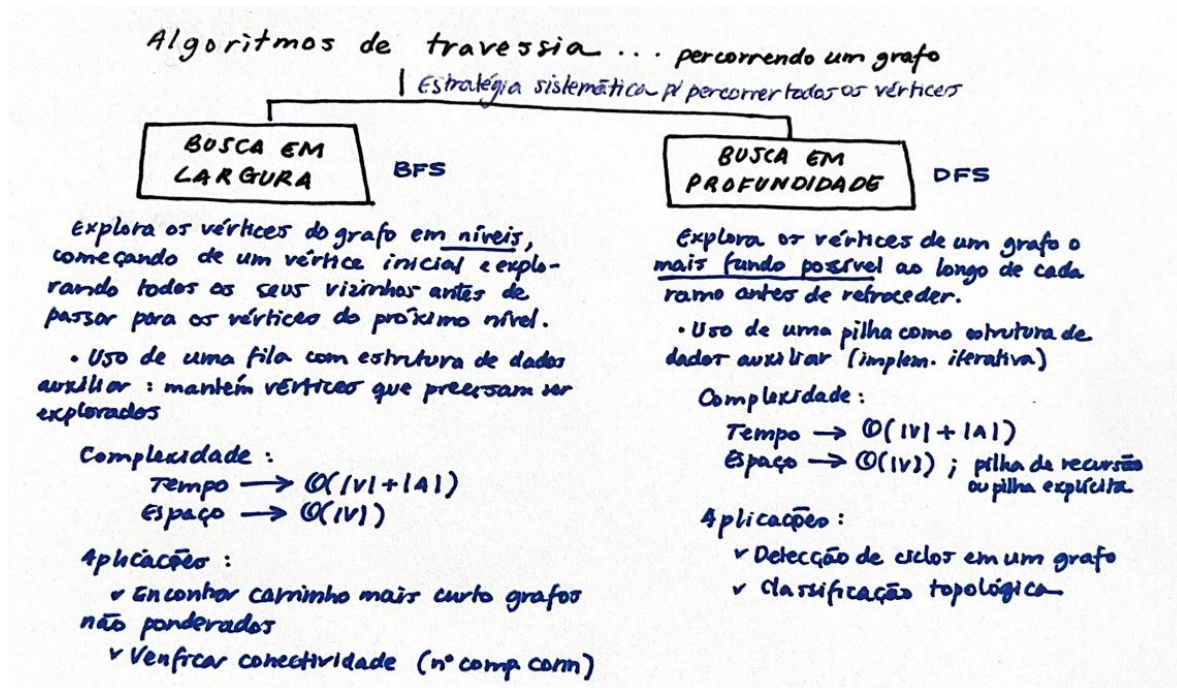 Algoritmos de travessia ... percorrendo um grafo
Estratégia sistemática p/ percorrer todos os vértices
BUSCA EM
LARGURA
BFS
Explora os vértices do grafo em níveis,
começando de um vértice inicial e explo-
rando todos os seus vizinhos antes de
passar para os vértices do próximo nível.
• Uso de uma fila com estrutura de dados
auxiliar : mantém vértices que precisam ser
explorados
Complexidade :
Tempo → O(|V|+|A|)
Espaço → O(|V|)
Aplicações :
✓ Encontrar caminho mais curto grafos
não ponderados
✓ Verificar conectividade (nº comp conn)
BUSCA EM
PROFUNDIDADE
DFS
Explora os vértices de um grafo o
mais fundo possível ao longo de cada
ramo antes de retroceder.
• Uso de uma pilha como estrutura de
dados auxiliar (implem. iterativa)
Complexidade :
Tempo → O(|V|+|A|)
Espaço → O(|V|) ; pilha de recursão
ou pilha explícita
Aplicações :
✓ Detecção de ciclos em um grafo
✓ Classificação topológica